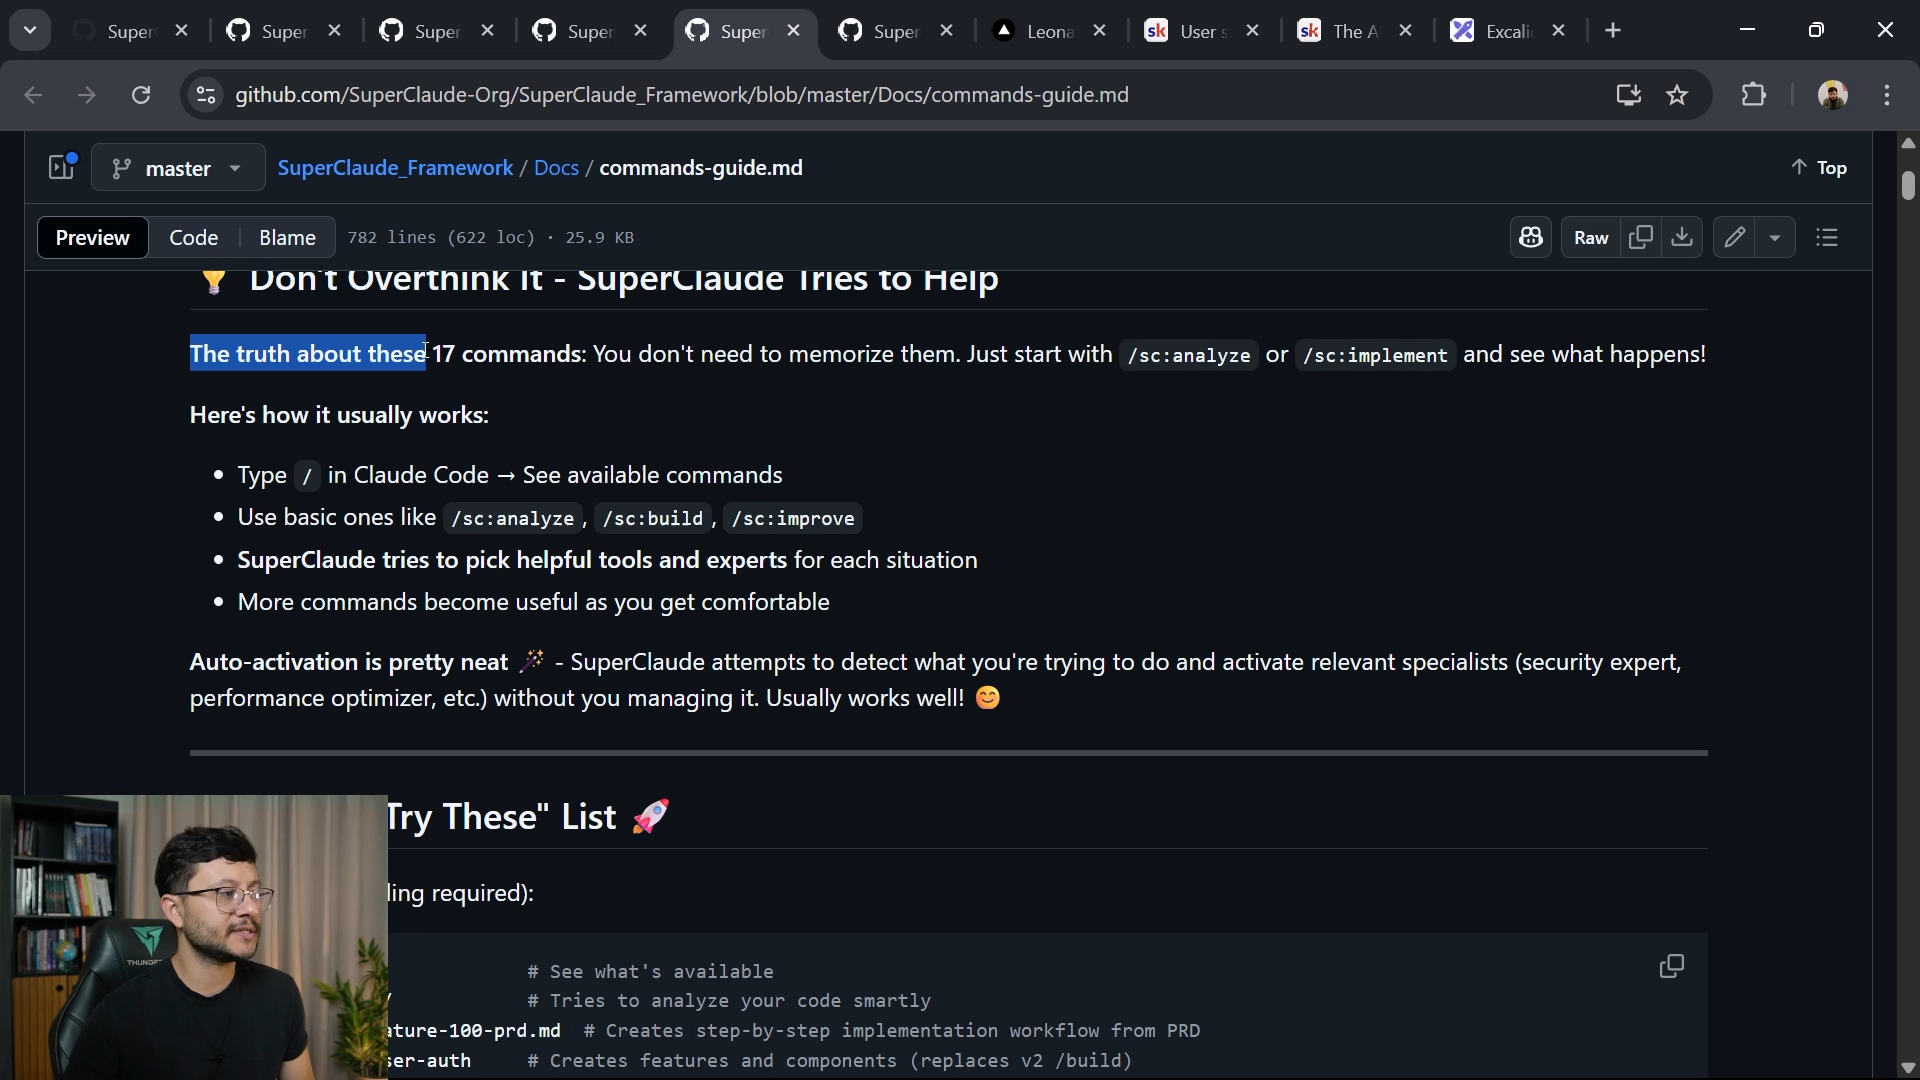 Super
Super
Super
Super
Super
Super
Leona
User s
The A
Excali
github.com/SuperClaude-Org/SuperClaude_Framework/blob/master/Docs/commands-guide.md
master
SuperClaude_Framework / Docs / commands-guide.md
Top
Preview
Code
Blame
782 lines (622 loc) · 25.9 KB
Raw
Don't Overthink It - SuperClaude Tries to Help
The truth about these 17 commands: You don't need to memorize them. Just start with /sc:analyze or /sc:implement and see what happens!
Here's how it usually works:
• Type / in Claude Code → See available commands
• Use basic ones like /sc:analyze, /sc:build, /sc:improve
• SuperClaude tries to pick helpful tools and experts for each situation
• More commands become useful as you get comfortable
Auto-activation is pretty neat 🪄 - SuperClaude attempts to detect what you're trying to do and activate relevant specialists (security expert,
performance optimizer, etc.) without you managing it. Usually works well! 😊
Try These" List 🚀
ling required):
# See what's available
/ # Tries to analyze your code smartly
ature-100-prd.md # Creates step-by-step implementation workflow from PRD
ser-auth # Creates features and components (replaces v2 /build)